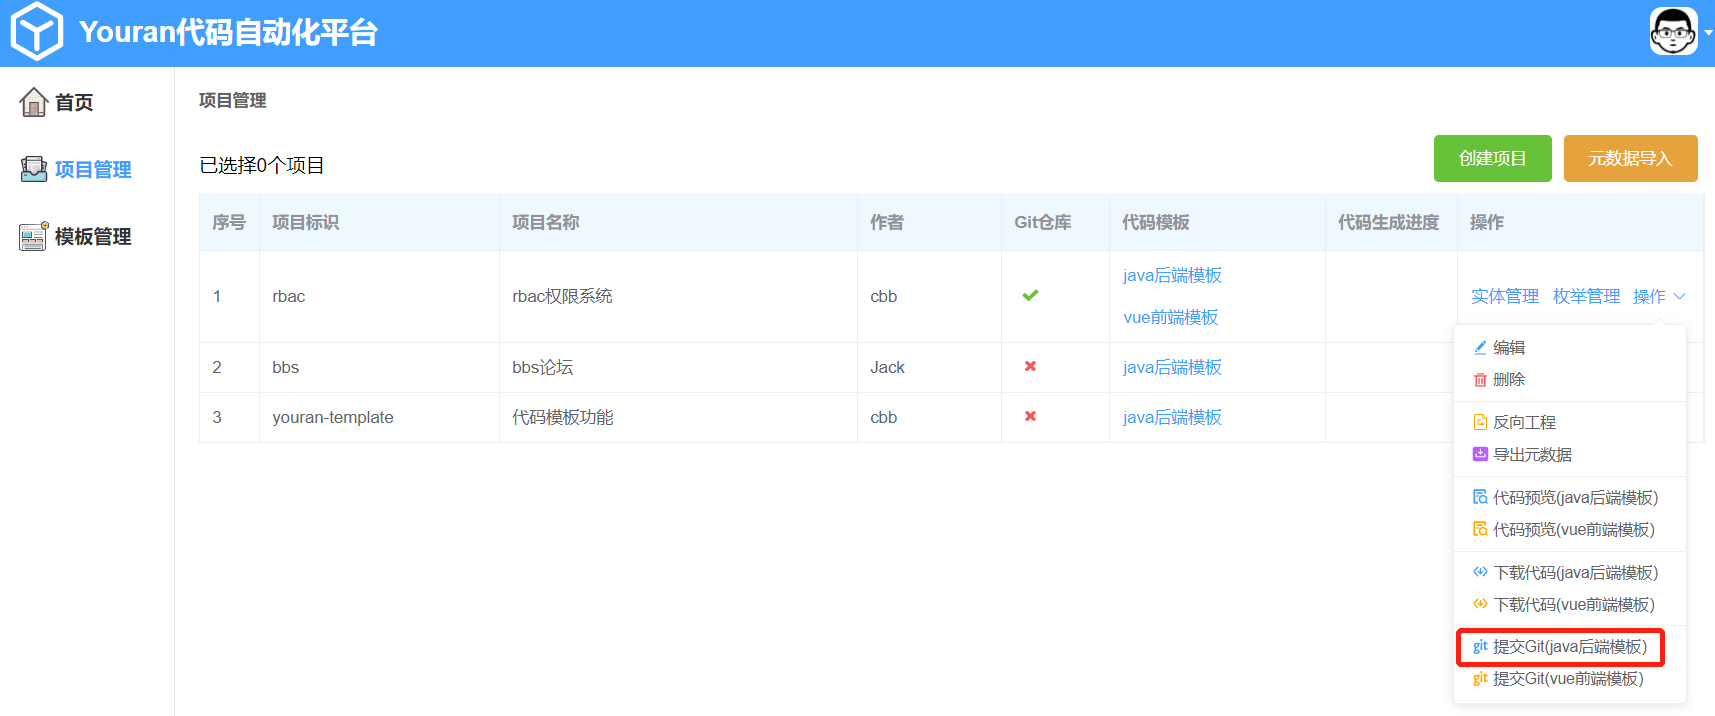 Youran代码自动化平台
首页
项目管理
模板管理
项目管理
已选择0个项目
创建项目 元数据导入
序号 项目标识 项目名称 作者 Git仓库 代码模板 代码生成进度 操作
1 rbac rbac权限系统 cbb java后端模板 实体管理 枚举管理 操作
vue前端模板
2 bbs bbs论坛 Jack java后端模板
3 youran-template 代码模板功能 cbb java后端模板
编辑
删除
反向工程
导出元数据
代码预览(java后端模板)
代码预览(vue前端模板)
下载代码(java后端模板)
下载代码(vue前端模板)
git 提交Git(java后端模板)
git 提交Git(vue前端模板)